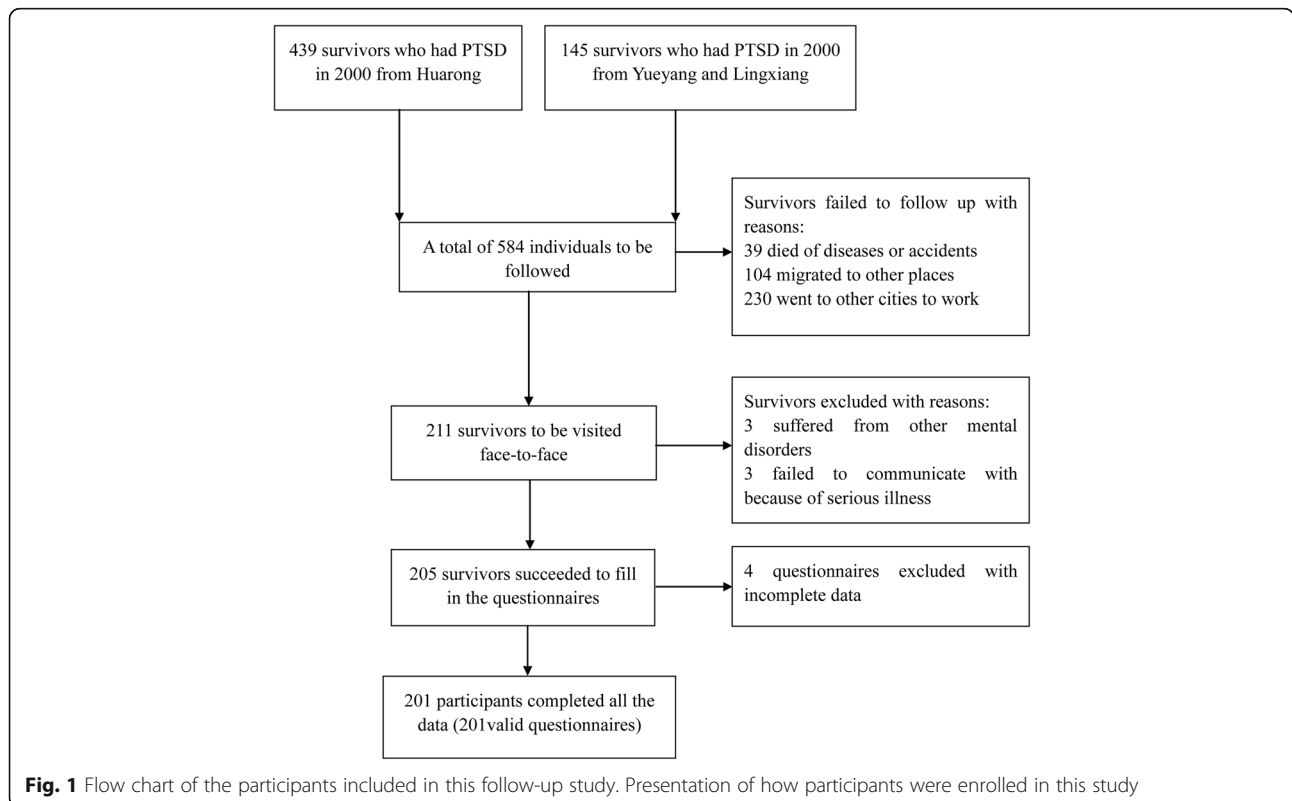 439 survivors who had PTSD
in 2000 from Huarong
145 survivors who had PTSD in 2000
from Yueyang and Lingxiang
Survivors failed to follow up with
reasons:
39 died of diseases or accidents
104 migrated to other places
230 went to other cities to work
A total of 584 individuals to be
followed
211 survivors to be visited
face-to-face
Survivors excluded with reasons:
3 suffered from other mental
disorders
3 failed to communicate with
because of serious illness
205 survivors succeeded to fill
in the questionnaires
4 questionnaires excluded with
incomplete data
201 participants completed all the
data (201valid questionnaires)
Fig. 1 Flow chart of the participants included in this follow-up study. Presentation of how participants were enrolled in this study